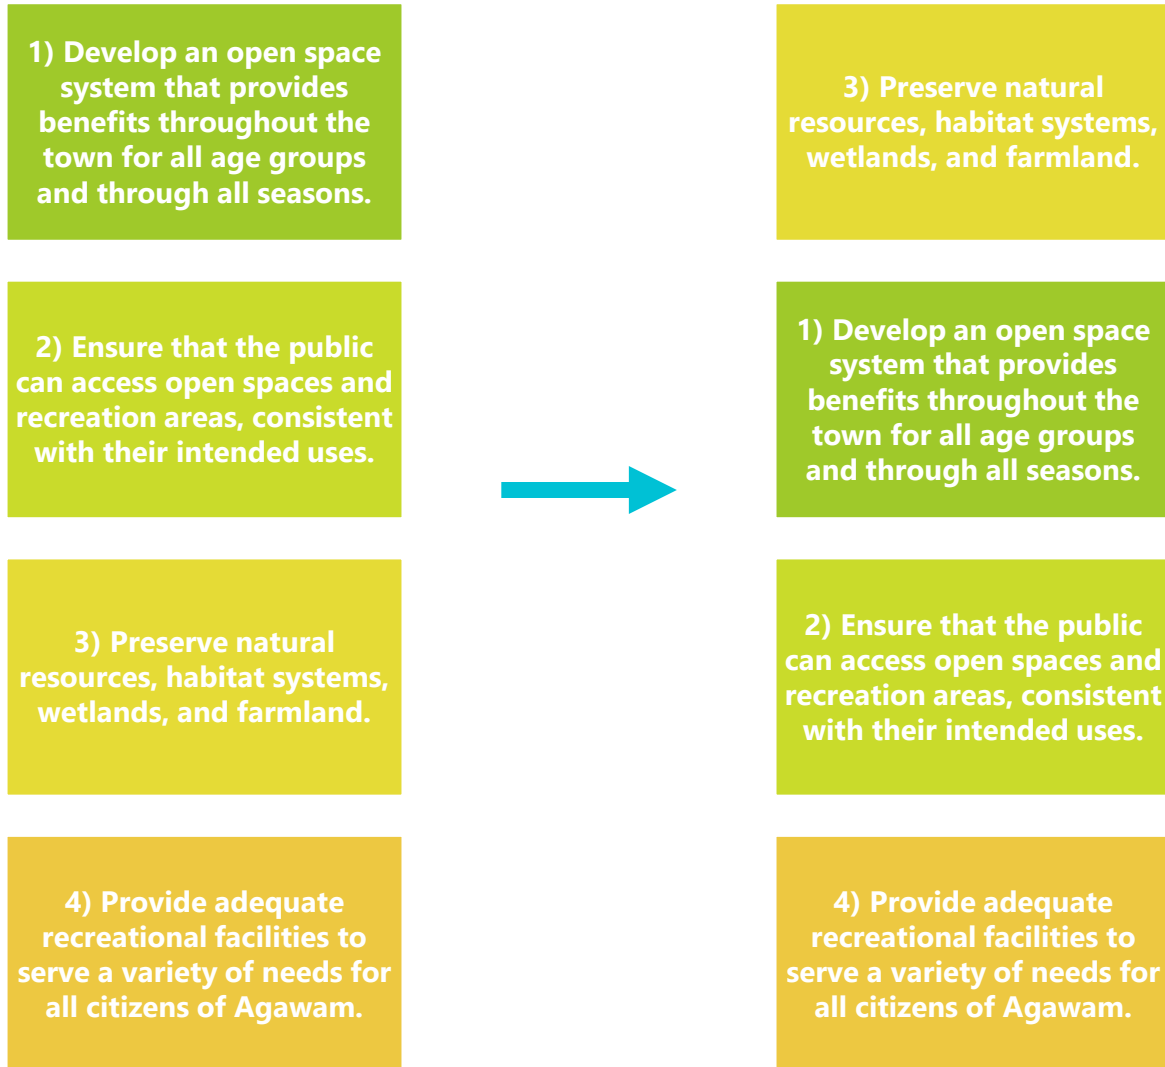 1) Develop an open space
system that provides
benefits throughout the
town for all age groups
and through all seasons.
2) Ensure that the public
can access open spaces and
recreation areas, consistent
with their intended uses.
3) Preserve natural
resources, habitat systems,
wetlands, and farmland.
4) Provide adequate
recreational facilities to
serve a variety of needs for
all citizens of Agawam.
3) Preserve natural
resources, habitat systems,
wetlands, and farmland.
1) Develop an open space
system that provides
benefits throughout the
town for all age groups
and through all seasons.
2) Ensure that the public
can access open spaces and
recreation areas, consistent
with their intended uses.
4) Provide adequate
recreational facilities to
serve a variety of needs for
all citizens of Agawam.